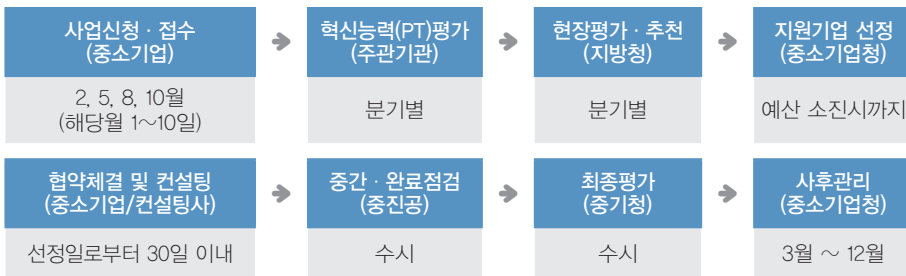 사업신청 · 접수
(중소기업)
혁신능력(PT)평가
(주관기관)
현장평가 · 추천
(지방청)
지원기업 선정
(중소기업청)
2, 5, 8, 10월
(해당월 1~10일)
분기별
분기별
예산 소진시까지
협약체결 및 컨설팅
(중소기업/컨설팅사)
중간 · 완료점검
(중진공)
최종평가
(중기청)
사후관리
(중소기업청)
선정일로부터 30일 이내
수시
수시
3월 ~ 12월